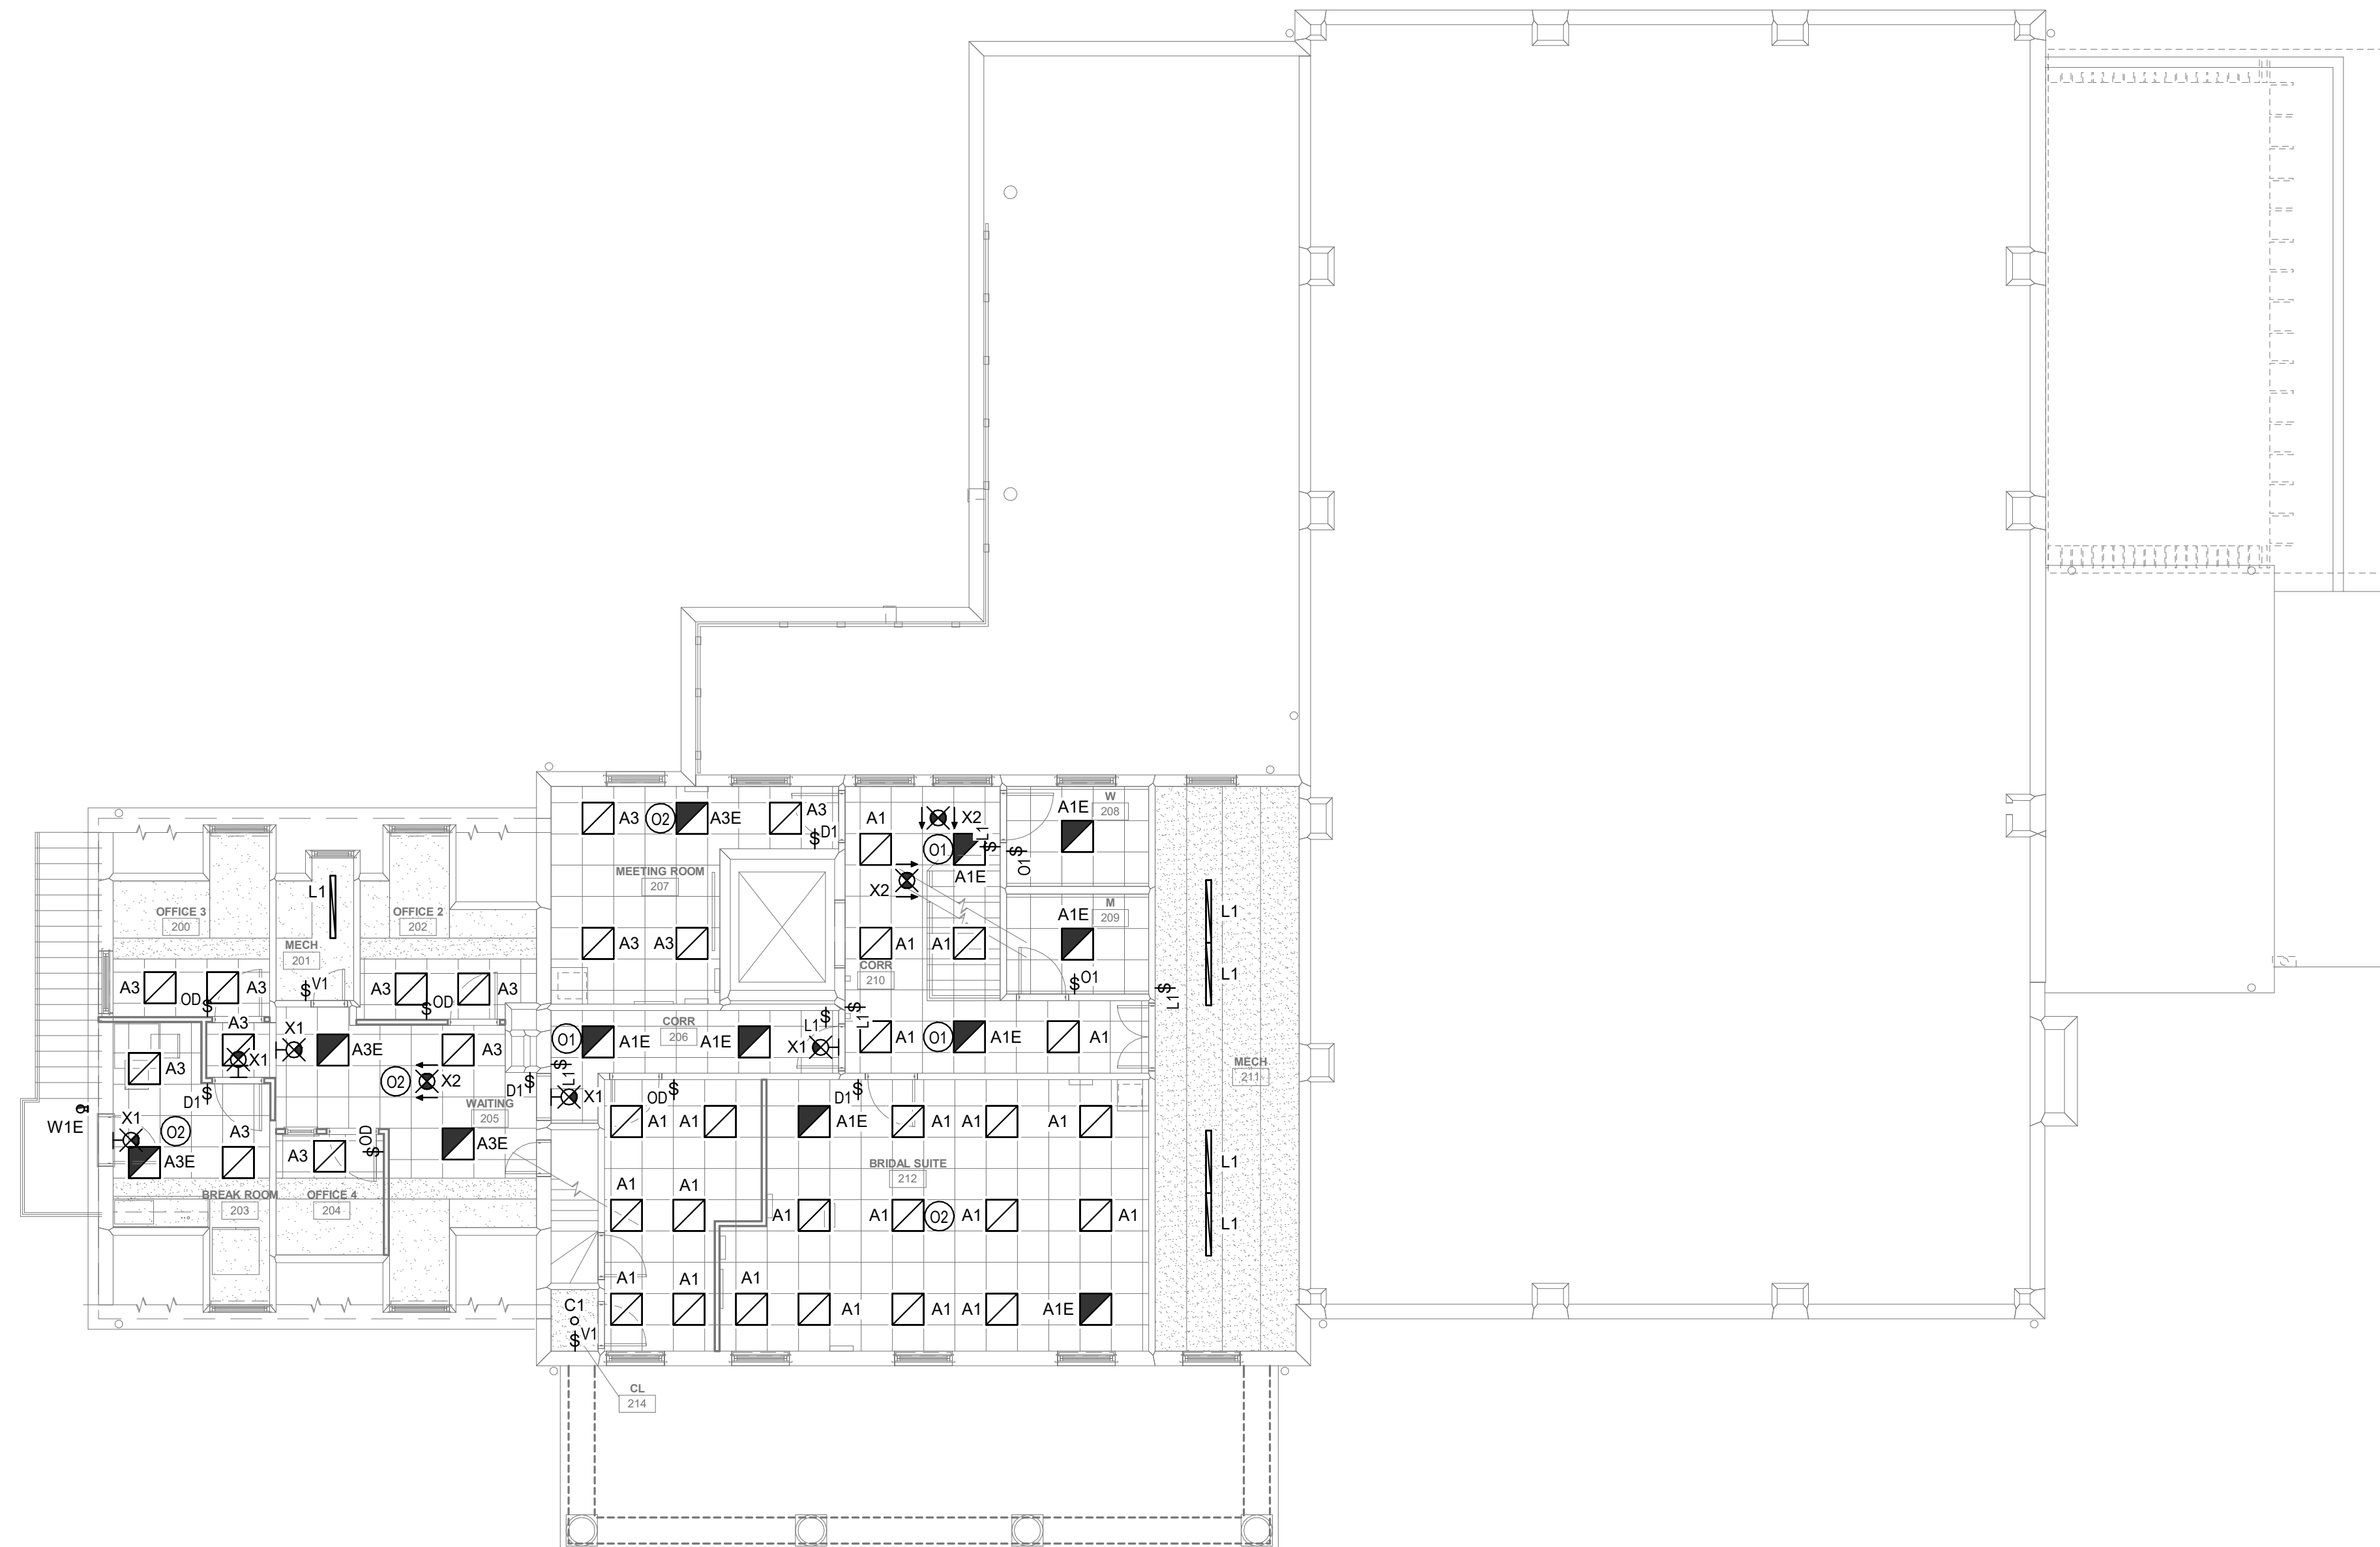 A3
O2
A3E
A3
D1
A1
X2
L1
$
A1E
W
208
O1
A1E
$
O1
$
MEETING ROOM
207
X2
L1
A1E
M
209
L1
OFFICE 3
200
OFFICE 2
202
A3
A3
A1
A1
MECH
201
CORR
210
L1
A3
OD
A3
$
V1
A3
OD
A3
$
$
O1
L1
$
CORR
206
A3
X1
A3E
A3
O1
A1E
A1E
L1
$
X1
L1
$
A1
O1
A1E
A1
MECH
211
A3
X1
O2
X2
D1
$
L1
$
X1
WAITING
205
W1E
X1
D1
$
O2
A3
A3E
A3
OD
$
A3E
OD
$
A1
A1
D1
$
A1E
A1
A1
A1
L1
BREAK ROOM
203
OFFICE 4
204
BRIDAL SUITE
212
A1
A1
A1
A1
O2
A1
A1
L1
A1
A1
A1
A1
A1
A1
A1E
C1
$
V1
CL
214